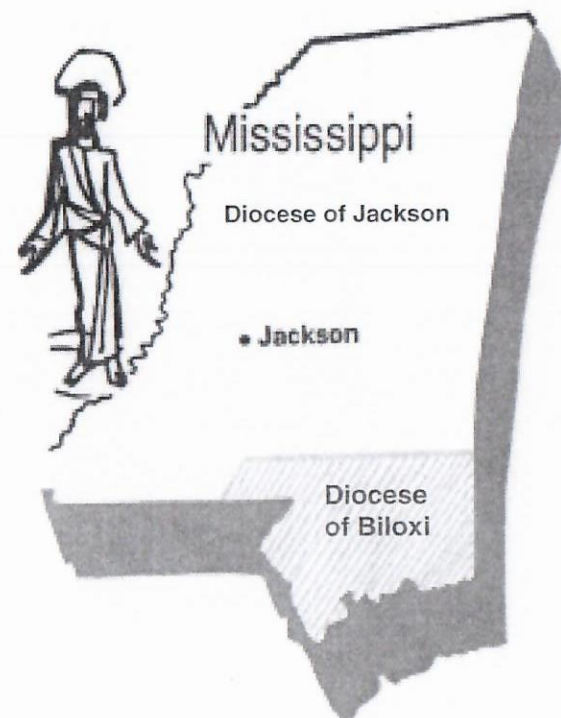 Mississippi
Diocese of Jackson
• Jackson
Diocese
of Biloxi